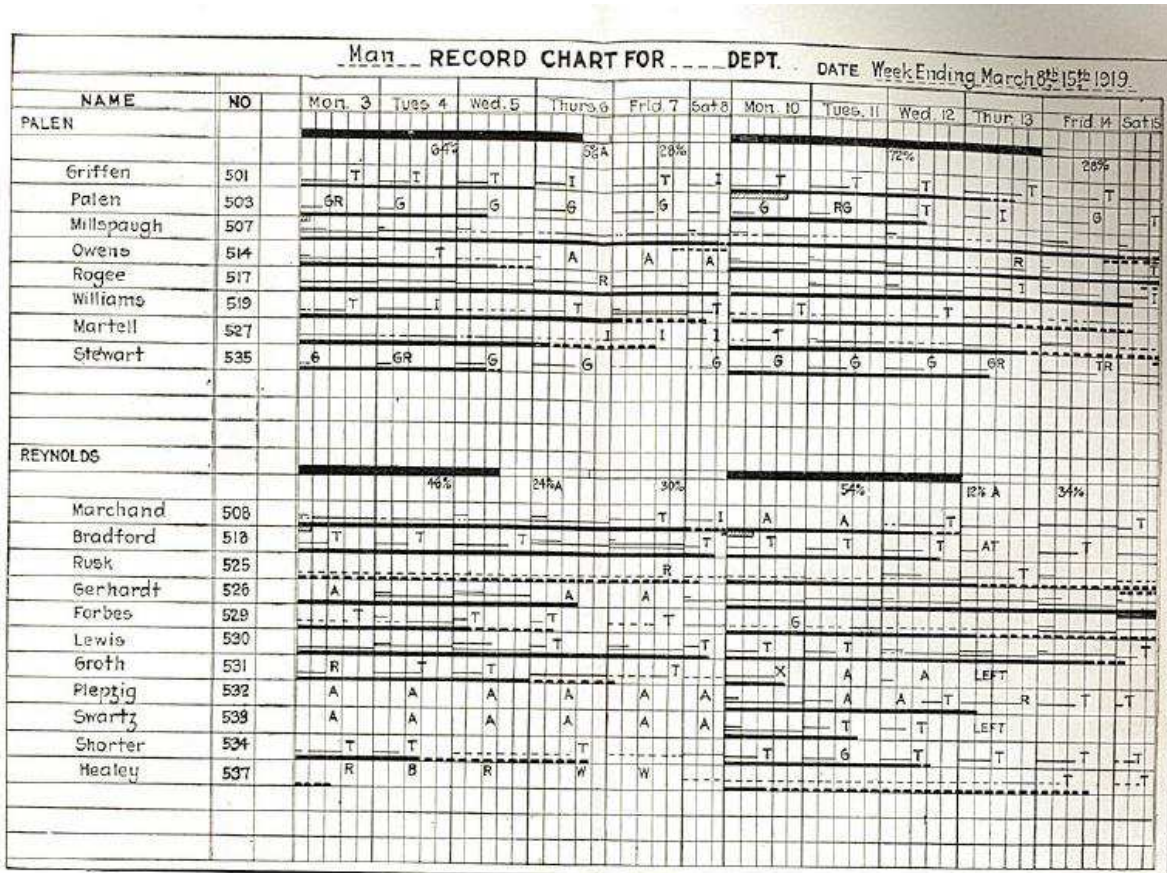 Man RECORD CHART FOR DEPT. DATE Week Ending March 8th 15th 1919
NAME NO Mon. 3 Tues 4 Wed. 5 Thurs 6 Frid. 7 Sat 8 Mon. 10 Tues. 11 Wed. 12 Thur 13 Frid 14 Sat 15
PALEN
64% 5% A 28% 72% 28%
Griffen 501 T I T I T I T T T T T
Palen 503 GR G G G G G RG T I G T
Millspaugh 507
Owens 514 T A A A R T
Rogee 517 R I I
Williams 519 T I T T T T
Martell 527 I I I T
Stewart 535 G GR G G G G G G GR TR
REYNOLDS
46% 24% A 30% 54% 12% A 34%
Marchand 508 T I A A T T
Bradford 518 T T T T T T T AT T
Rusk 525 R T
Gerhardt 526 A A A
Forbes 529 T T T T G
Lewis 530 T T T T T
Groth 531 R T T T X A A LEFT
Pleptig 532 A A A A A A A A T R T T
Swartz 539 A A A A A A T T LEFT
Shorter 534 T T T T G T T T T
Healey 537 R B R W W T T